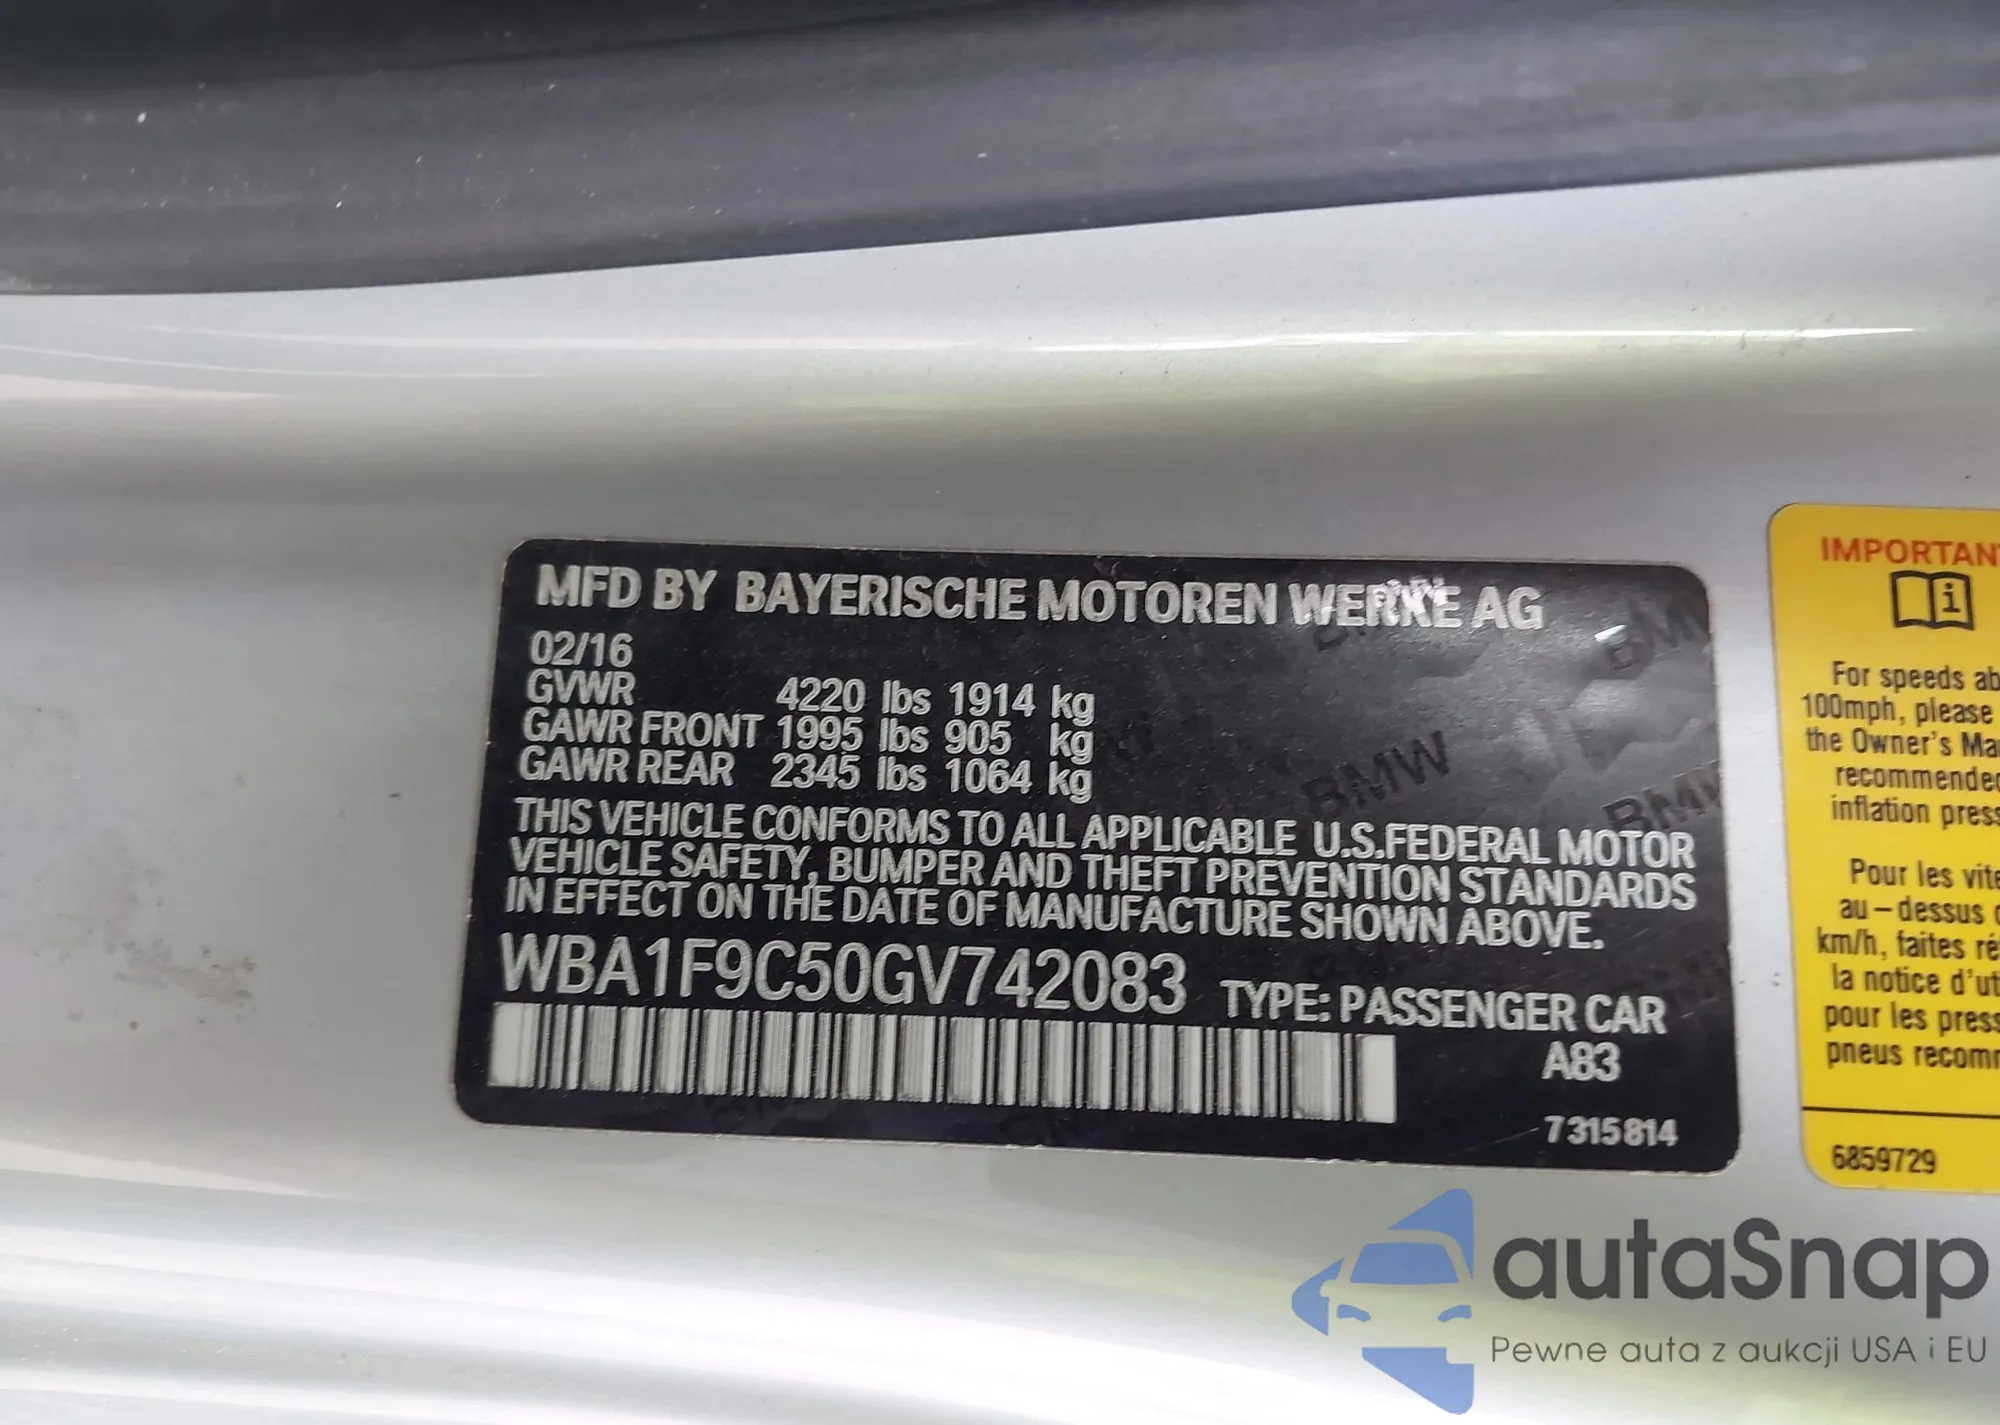 MFD BY BAYERISCHE MOTOREN WERKE AG
02/16
GVWR 4220 lbs 1914 kg
GAWR FRONT 1995 lbs 905 kg
GAWR REAR 2345 lbs 1064 kg
THIS VEHICLE CONFORMS TO ALL APPLICABLE U.S.FEDERAL MOTOR
VEHICLE SAFETY, BUMPER AND THEFT PREVENTION STANDARDS
IN EFFECT ON THE DATE OF MANUFACTURE SHOWN ABOVE.
WBA1F9C50GV742083 TYPE: PASSENGER CAR
A83
7315814
BMW
BMW
BMW
IMPORTANT
For speeds ab
100mph, please
the Owner's Ma
recommended
inflation press
Pour les vite
au-dessus
km/h, faites ré
la notice d'ut
pour les press
pneus recomm
6859729
autaSnap
Pewne auta z aukcji USA i EU